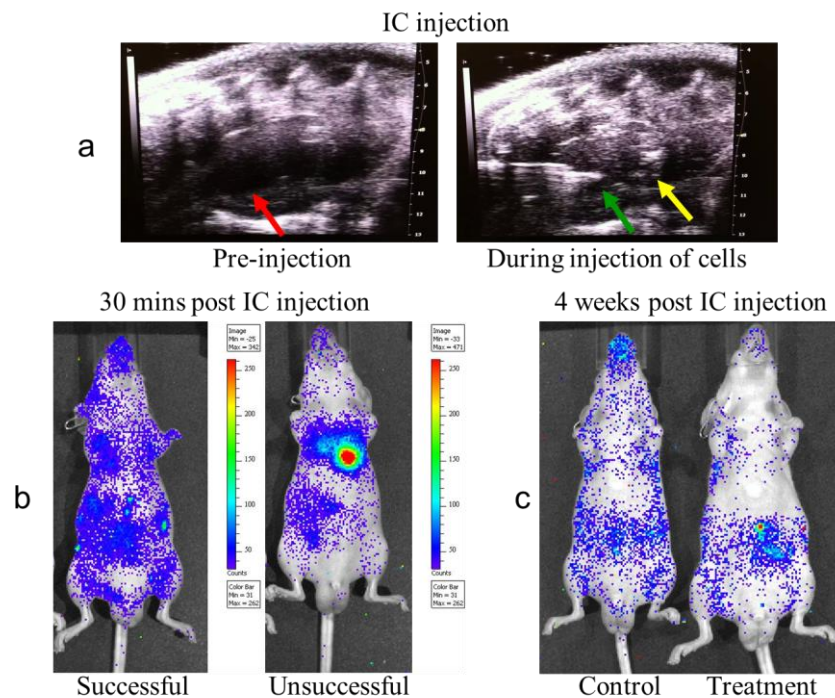 IC injection
a
Pre-injection
During injection of cells
30 mins post IC injection
4 weeks post IC injection
b
Image
Min = -25
Max = 342
250
200
150
100
50
Counts
Color Bar
Min = 31
Max = 262
Image
Min = -33
Max = 471
250
200
150
100
50
Counts
Color Bar
Min = 31
Max = 262
c
Successful
Unsuccessful
Control
Treatment